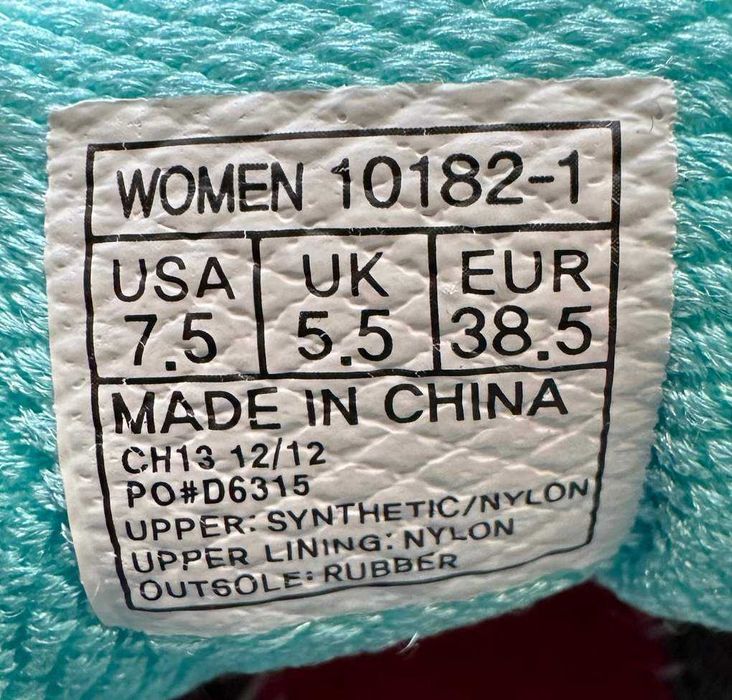 WOMEN 10182-1
USA UK EUR
7.5 5.5 38.5
MADE IN CHINA
CH13 12/12
PO#D6315
UPPER: SYNTHETIC/NYLON
UPPER LINING: NYLON
OUTSOLE: RUBBER